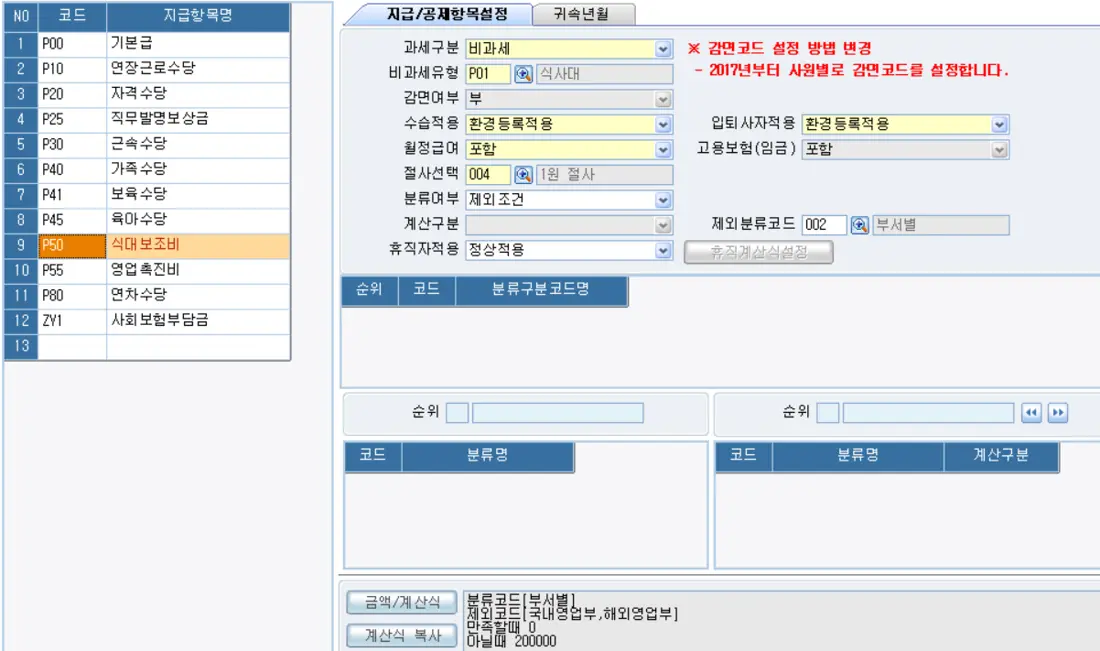 NO 코드 지급항목명
1 P00 기본급
2 P10 연장근로수당
3 P20 자격수당
4 P25 직무발명보상금
5 P30 근속수당
6 P40 가족수당
7 P41 보육수당
8 P45 육아수당
9 P50 식대보조비
10 P55 영업촉진비
11 P80 연차수당
12 ZY1 사회보험부담금
13
지급/공제항목설정 귀속년월
과세구분 비과세
※ 감면코드 설정 방법 변경
비과세유형 P01 식사대
- 2017년부터 사원별로 감면코드를 설정합니다.
감면여부 부
수습적용 환경등록적용 입퇴사자적용 환경등록적용
월정급여 포함 고용보험(임금) 포함
절사선택 004 1원 절사
분류여부 제외조건
계산구분 제외분류코드 002 부서별
휴직자적용 정상적용 휴직계산식설정
순위 코드 분류구분코드명
순위 순위
코드 분류명 코드 분류명 계산구분
금액/계산식
계산식 복사
분류코드[부서별]
제외코드[국내영업부,해외영업부]
만족할때 0
아닐때 200000